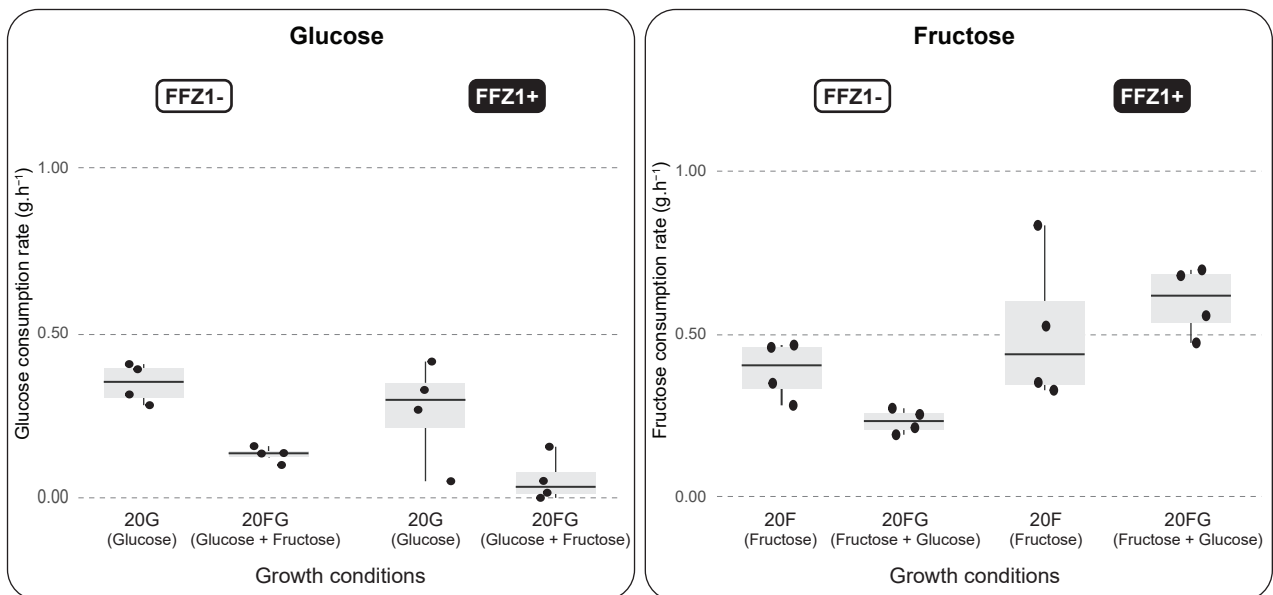 Glucose
FFZ1-
FFZ1+
Glucose consumption rate (g.h⁻¹)
1.00
0.50
0.00
20G
(Glucose)
20FG
(Glucose + Fructose)
20G
(Glucose)
20FG
(Glucose + Fructose)
Growth conditions
Fructose
FFZ1-
FFZ1+
Fructose consumption rate (g.h⁻¹)
1.00
0.50
0.00
20F
(Fructose)
20FG
(Fructose + Glucose)
20F
(Fructose)
20FG
(Fructose + Glucose)
Growth conditions